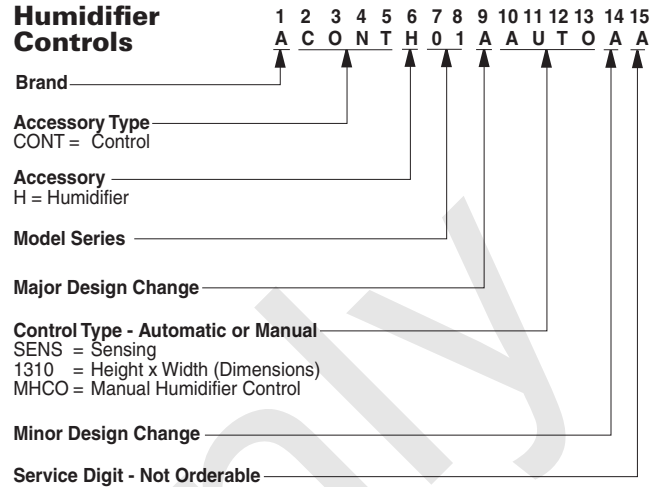 Humidifier
Controls
1 2 3 4 5 6 7 8 9 10 11 12 13 14 15
A C O N T H 0 1 A A U T O A A
Brand
Accessory Type
CONT = Control
Accessory
H = Humidifier
Model Series
Major Design Change
Control Type - Automatic or Manual
SENS = Sensing
1310 = Height x Width (Dimensions)
MHCO = Manual Humidifier Control
Minor Design Change
Service Digit - Not Orderable